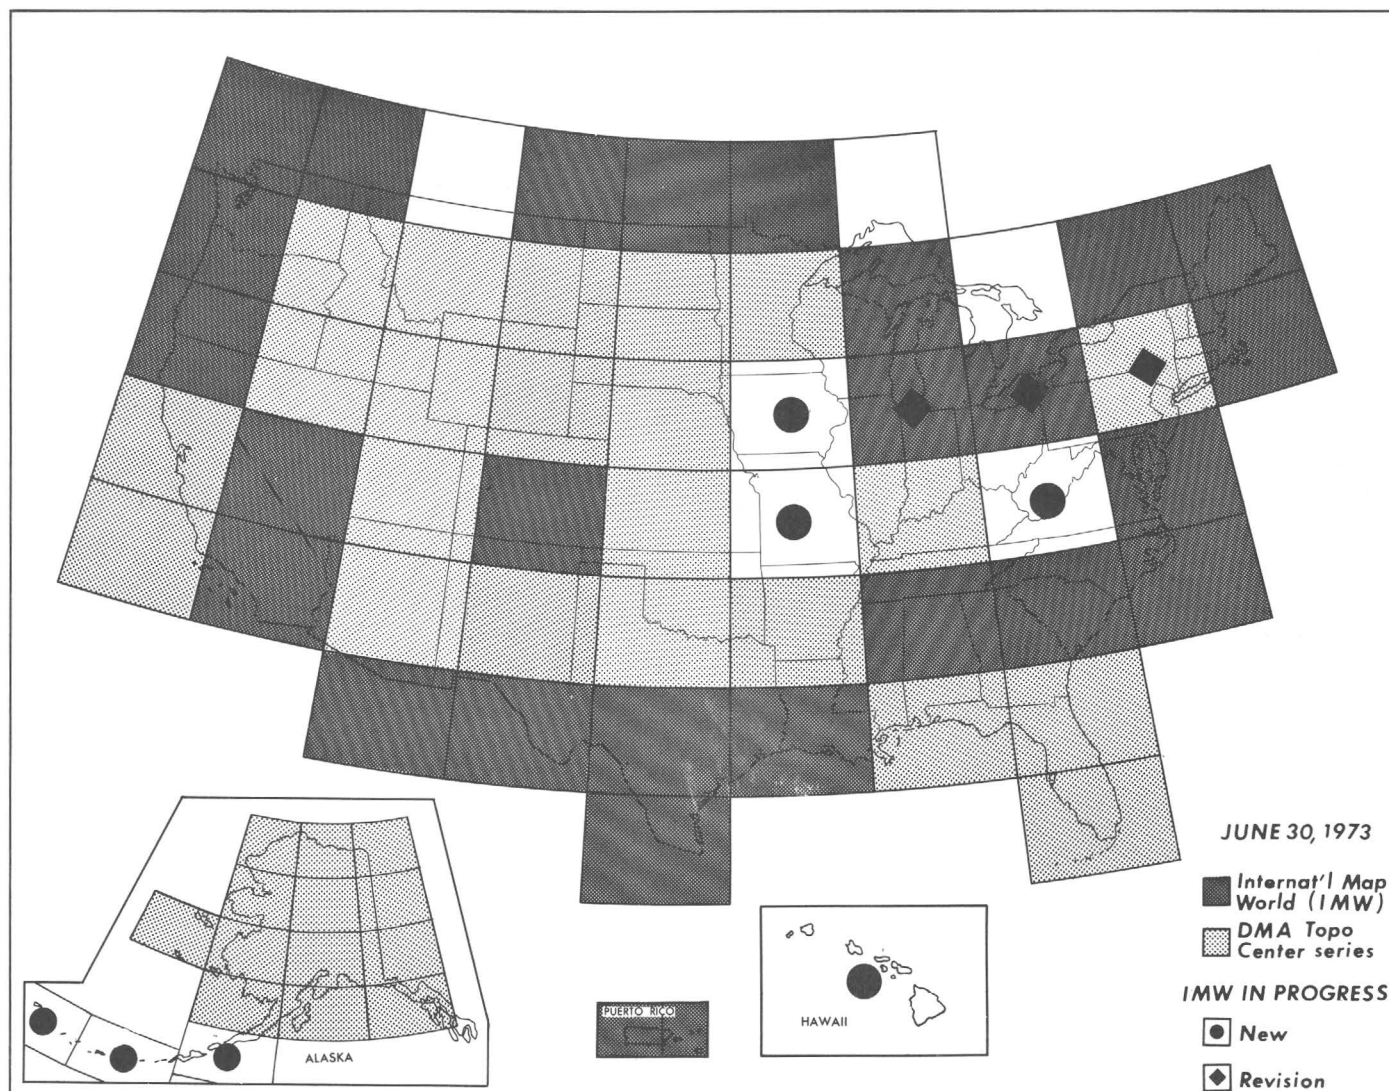 JUNE 30, 1973
Internat'l Map
World (IMW)
DMA Topo
Center series
IMW IN PROGRESS
New
Revision
PUERTO RICO
HAWAII
ALASKA